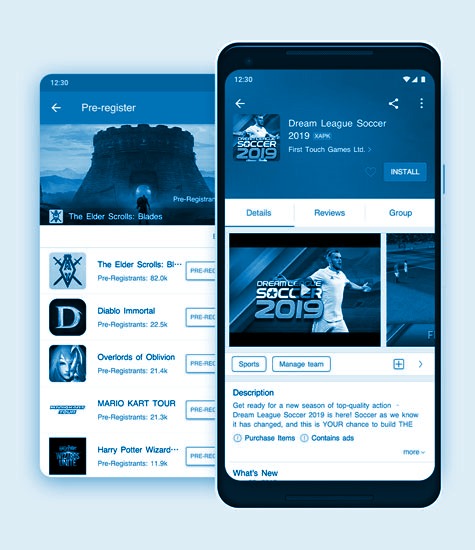 12:30
Pre-register
Pre-Registran
The Elder Scrolls: Blades
The Elder Scrolls: Bl···
Pre-Registrants: 82.0k
PRE-REG
Diablo Immortal
Pre-Registrants: 22.5k
PRE-REG
Overlords of Oblivion
Pre-Registrants: 21.4k
PRE-REG
MARIO KART TOUR
Pre-Registrants: 21.3k
PRE-REG
Harry Potter Wizard···
Pre-Registrants: 11.9k
PRE-REG
12:30
Dream League Soccer
2019 XAPK
First Touch Games Ltd.
INSTALL
SOCCER
2019
Details Reviews Group
DREAM LEAGUE
SOCCER
2019
Sports Manage team
Description
Get ready for a new season of top-quality action -
Dream League Soccer 2019 is here! Soccer as we know
it has changed, and this is YOUR chance to build THE
Purchase Items Contains ads
more
What's New